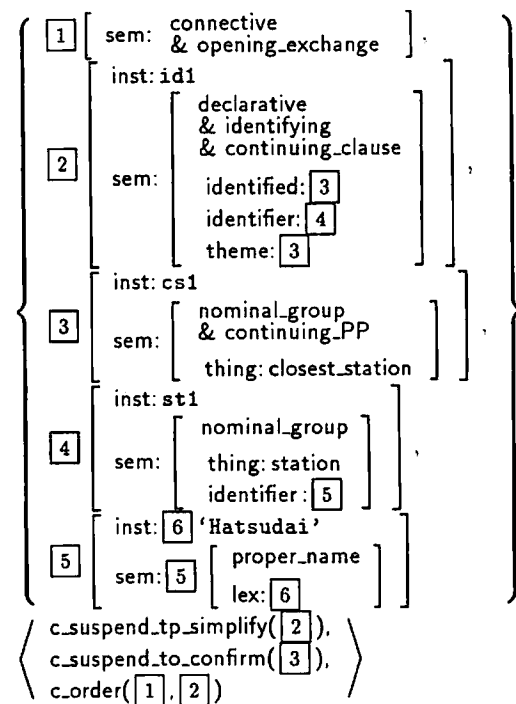 1 sem: connective
& opening_exchange ,
inst: id1
declarative
& identifying
& continuing_clause
2 sem: ,
identified: 3
identifier: 4
theme: 3
inst: cs1
nominal_group
3 & continuing_PP ,
sem:
thing: closest_station
inst: st1
nominal_group
4 sem: thing: station ,
identifier : 5
inst: 6 'Hatsudai'
5 proper_name
sem: 5
lex: 6
c_suspend_tp_simplify( 2 ),
c_suspend_to_confirm( 3 ),
c_order( 1 , 2 )